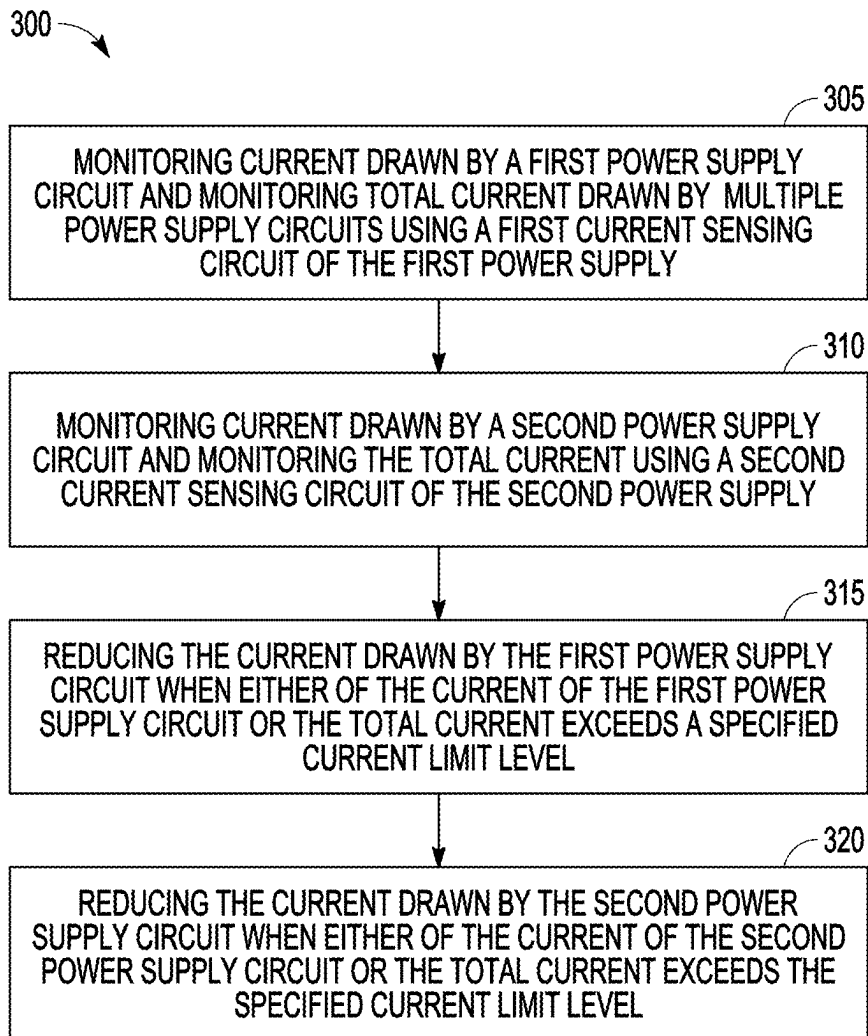 300
305
MONITORING CURRENT DRAWN BY A FIRST POWER SUPPLY
CIRCUIT AND MONITORING TOTAL CURRENT DRAWN BY MULTIPLE
POWER SUPPLY CIRCUITS USING A FIRST CURRENT SENSING
CIRCUIT OF THE FIRST POWER SUPPLY
310
MONITORING CURRENT DRAWN BY A SECOND POWER SUPPLY
CIRCUIT AND MONITORING THE TOTAL CURRENT USING A SECOND
CURRENT SENSING CIRCUIT OF THE SECOND POWER SUPPLY
315
REDUCING THE CURRENT DRAWN BY THE FIRST POWER SUPPLY
CIRCUIT WHEN EITHER OF THE CURRENT OF THE FIRST POWER
SUPPLY CIRCUIT OR THE TOTAL CURRENT EXCEEDS A SPECIFIED
CURRENT LIMIT LEVEL
320
REDUCING THE CURRENT DRAWN BY THE SECOND POWER
SUPPLY CIRCUIT WHEN EITHER OF THE CURRENT OF THE SECOND
POWER SUPPLY CIRCUIT OR THE TOTAL CURRENT EXCEEDS THE
SPECIFIED CURRENT LIMIT LEVEL